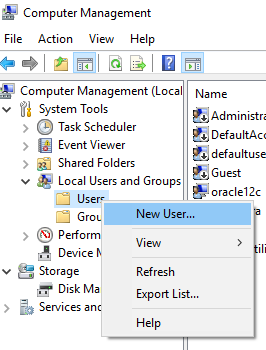 Computer Management
File Action View Help
Computer Management (Local
System Tools
Task Scheduler
Event Viewer
Shared Folders
Local Users and Groups
Users
Grou
Perform
Device M
Storage
Disk Man
Services and
Name
Administra
DefaultAcc
defaultuse
Guest
oracle12c
New User...
View
Refresh
Export List...
Help